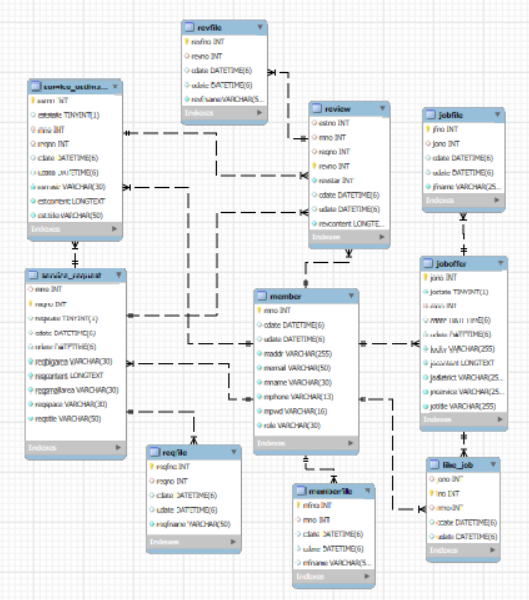 revfile
revfno INT
revno INT
cdate DATETIME(6)
udate DATETIME(6)
revfname VARCHAR(5...
Indexes
estno INT
eststate TINYINT(1)
mno INT
reqno INT
cdate DATETIME(6)
udate DATETIME(6)
VARCHAR(30)
estcontent LONGTEXT
esttitle VARCHAR(50)
Indexes
review
estno INT
mno INT
reqno INT
revno INT
revstar INT
cdate DATETIME(6)
udate DATETIME(6)
revcontent LONGTE...
Indexes
jobfile
jfno INT
jono INT
cdate DATETIME(6)
udate DATETIME(6)
jfname VARCHAR(25...
Indexes
service_request
mno INT
reqno INT
reqstate TINYINT(1)
cdate DATETIME(6)
udate DATETIME(6)
reqbigarea VARCHAR(30)
reqcontent LONGTEXT
reqsmallarea VARCHAR(30)
reqspace VARCHAR(30)
reqtitle VARCHAR(50)
Indexes
member
mno INT
cdate DATETIME(6)
udate DATETIME(6)
maddr VARCHAR(255)
memail VARCHAR(50)
mname VARCHAR(30)
mphone VARCHAR(13)
mpwd VARCHAR(16)
role VARCHAR(30)
Indexes
joboffer
jono INT
jostate TINYINT(1)
mno INT
cdate DATETIME(6)
udate DATETIME(6)
VARCHAR(255)
jocontent LONGTEXT
jodistrict VARCHAR(25...
joservice VARCHAR(25...
jotitle VARCHAR(255)
Indexes
reqfile
reqfno INT
reqno INT
cdate DATETIME(6)
udate DATETIME(6)
reqfname VARCHAR(50)
Indexes
memberfile
mfno INT
mno INT
cdate DATETIME(6)
udate DATETIME(6)
mfname VARCHAR(5...
Indexes
like_job
jono INT
lno INT
mno INT
cdate DATETIME(6)
udate DATETIME(6)
Indexes